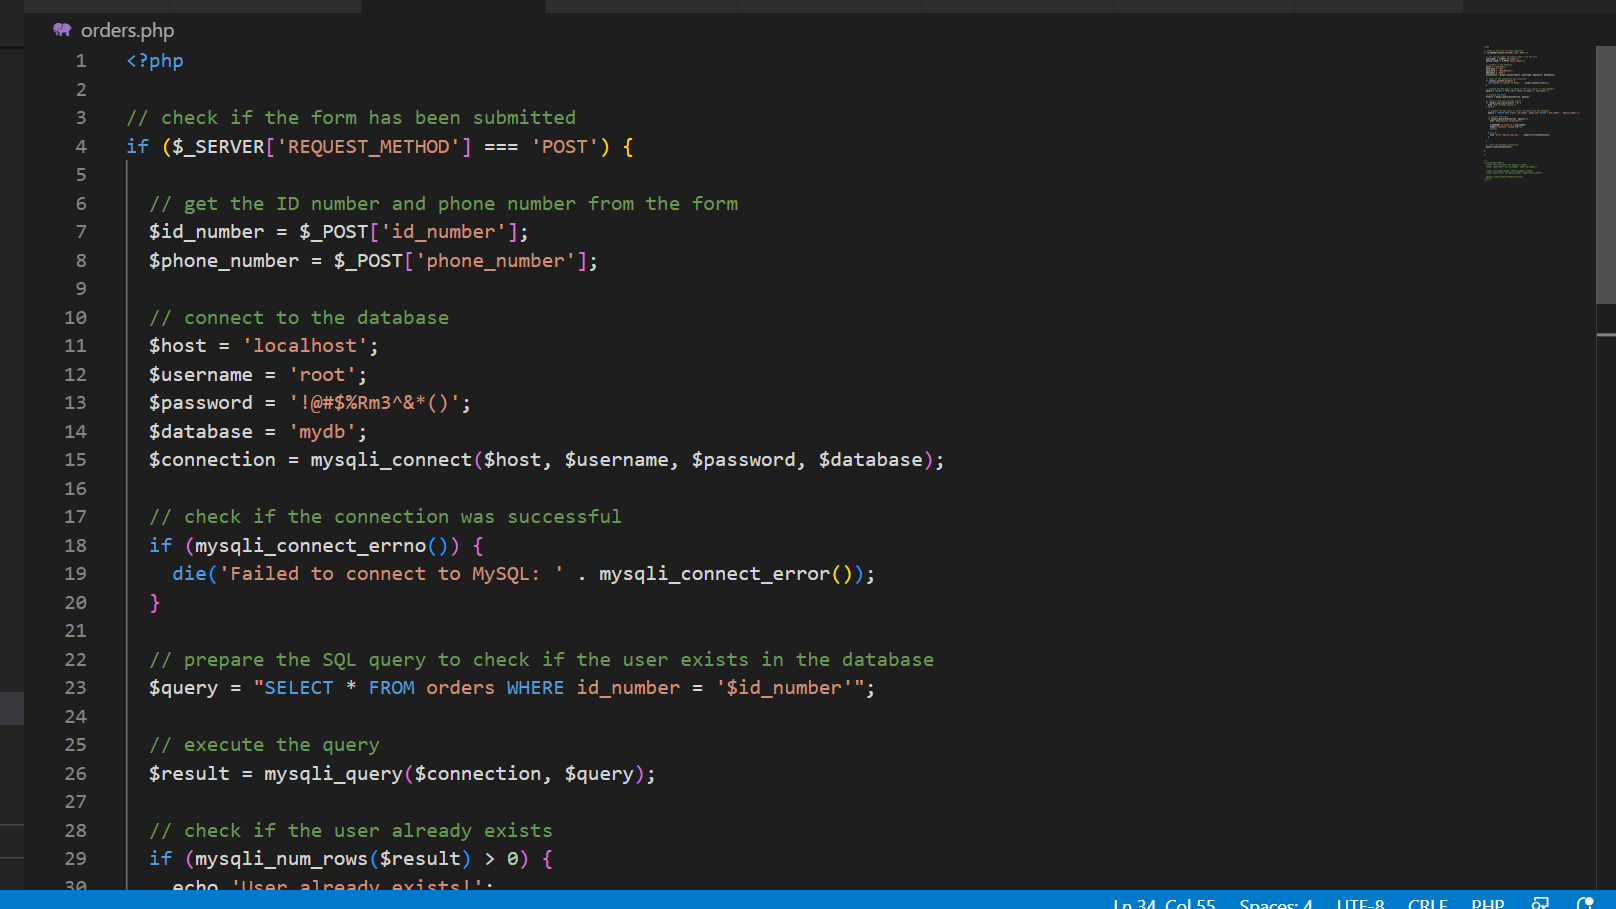 orders.php
1 <?php
2
3 // check if the form has been submitted
4 if ($_SERVER['REQUEST_METHOD'] === 'POST') {
5
6 // get the ID number and phone number from the form
7 $id_number = $_POST['id_number'];
8 $phone_number = $_POST['phone_number'];
9
10 // connect to the database
11 $host = 'localhost';
12 $username = 'root';
13 $password = '!@#$%Rm3^&*()';
14 $database = 'mydb';
15 $connection = mysqli_connect($host, $username, $password, $database);
16
17 // check if the connection was successful
18 if (mysqli_connect_errno()) {
19 die('Failed to connect to MySQL: ' . mysqli_connect_error());
20 }
21
22 // prepare the SQL query to check if the user exists in the database
23 $query = "SELECT * FROM orders WHERE id_number = '$id_number'";
24
25 // execute the query
26 $result = mysqli_query($connection, $query);
27
28 // check if the user already exists
29 if (mysqli_num_rows($result) > 0) {
30 echo 'User already exists!';
Ln 34, Col 55 Spaces: 4 UTF-8 CRLF PHP